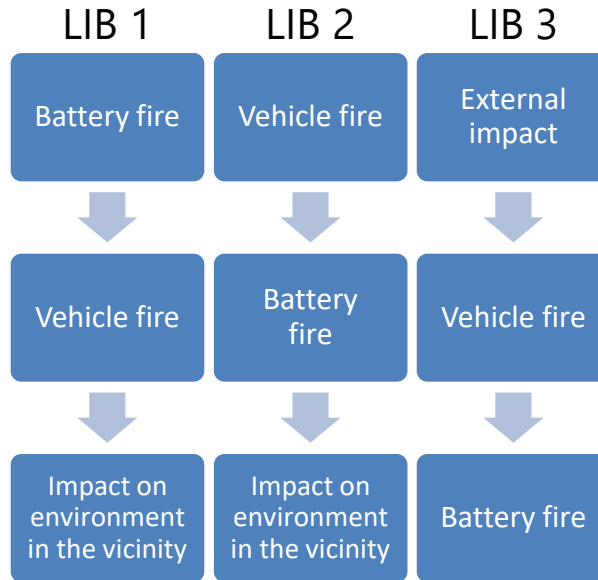 LIB 1
LIB 2
LIB 3
Battery fire
Vehicle fire
External
impact
Vehicle fire
Battery
fire
Vehicle fire
Impact on
environment
in the vicinity
Impact on
environment
in the vicinity
Battery fire